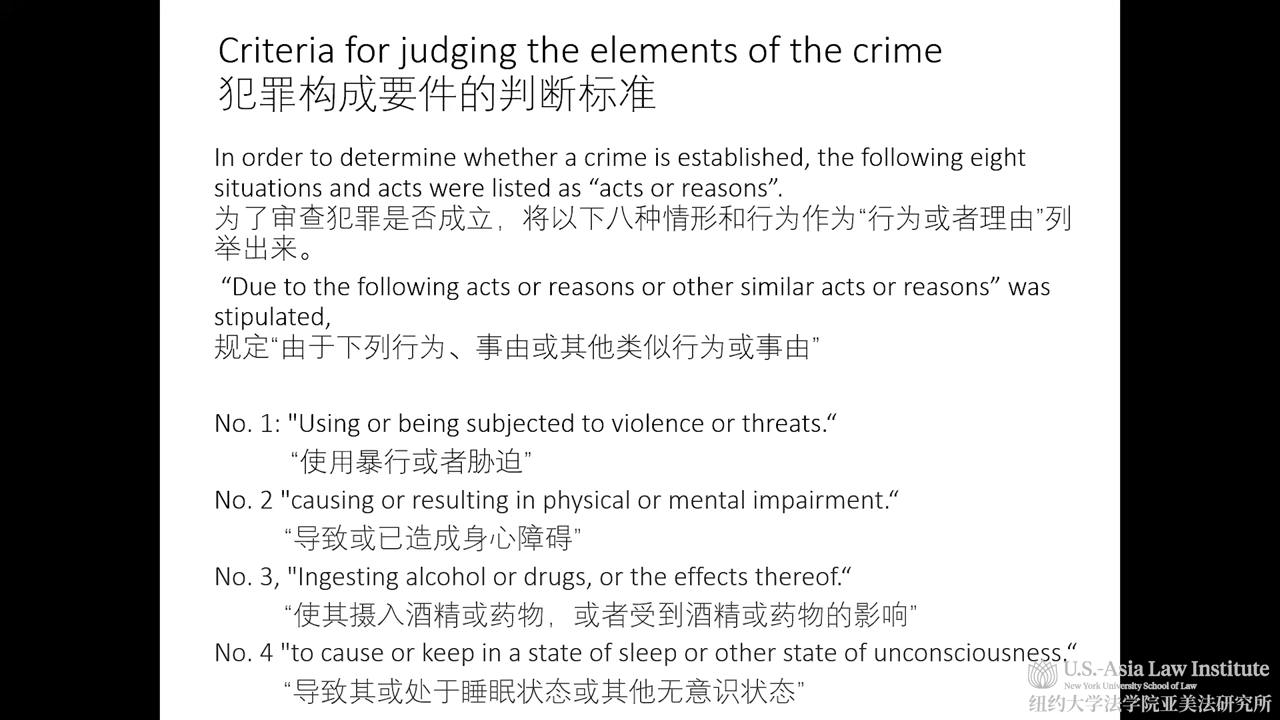 Criteria for judging the elements of the crime
犯罪构成要件的判断标准
In order to determine whether a crime is established, the following eight
situations and acts were listed as “acts or reasons”.
为了审查犯罪是否成立，将以下八种情形和行为作为“行为或者理由”列
举出来。
“Due to the following acts or reasons or other similar acts or reasons” was
stipulated,
规定“由于下列行为、事由或其他类似行为或事由”
No. 1: "Using or being subjected to violence or threats.“
“使用暴行或者胁迫”
No. 2 "causing or resulting in physical or mental impairment.“
“导致或已造成身心障碍”
No. 3, "Ingesting alcohol or drugs, or the effects thereof.“
“使其摄入酒精或药物，或者受到酒精或药物的影响”
No. 4 "to cause or keep in a state of sleep or other state of unconsciousness.“
“导致其或处于睡眠状态或其他无意识状态”
U.S.-Asia Law Institute
New York University School of Law
纽约大学法学院亚美法研究所